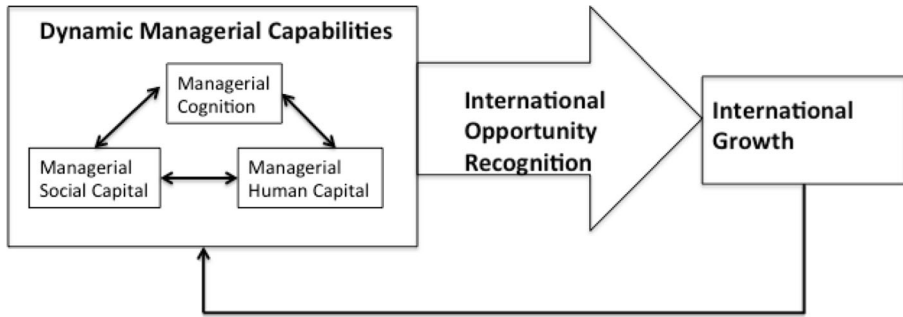 Dynamic Managerial Capabilities
Managerial
Cognition
Managerial
Social Capital
Managerial
Human Capital
International
Opportunity
Recognition
International
Growth